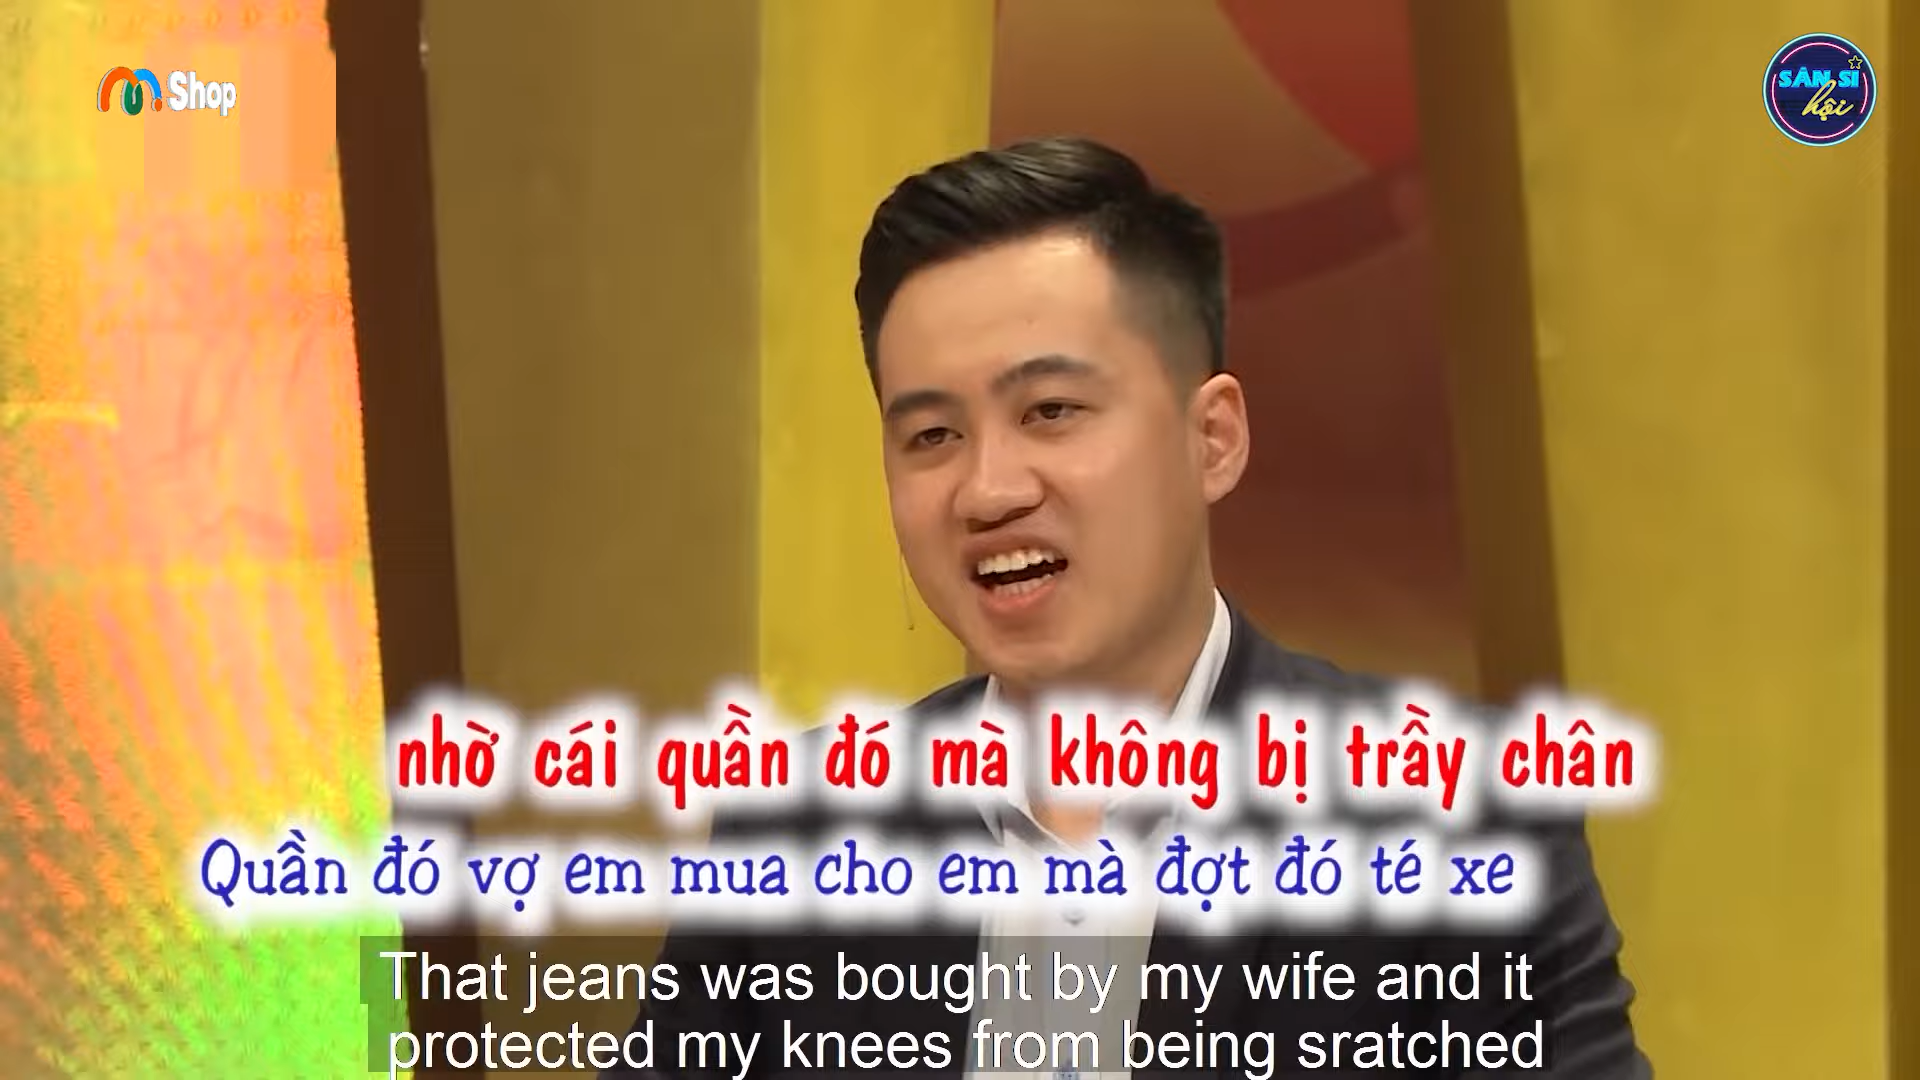 Shop
SÂN SI
hội
nhờ cái quần đó mà không bị trầy chân
Quần đó vợ em mua cho em mà đợt đó té xe
That jeans was bought by my wife and it
protected my knees from being sratched